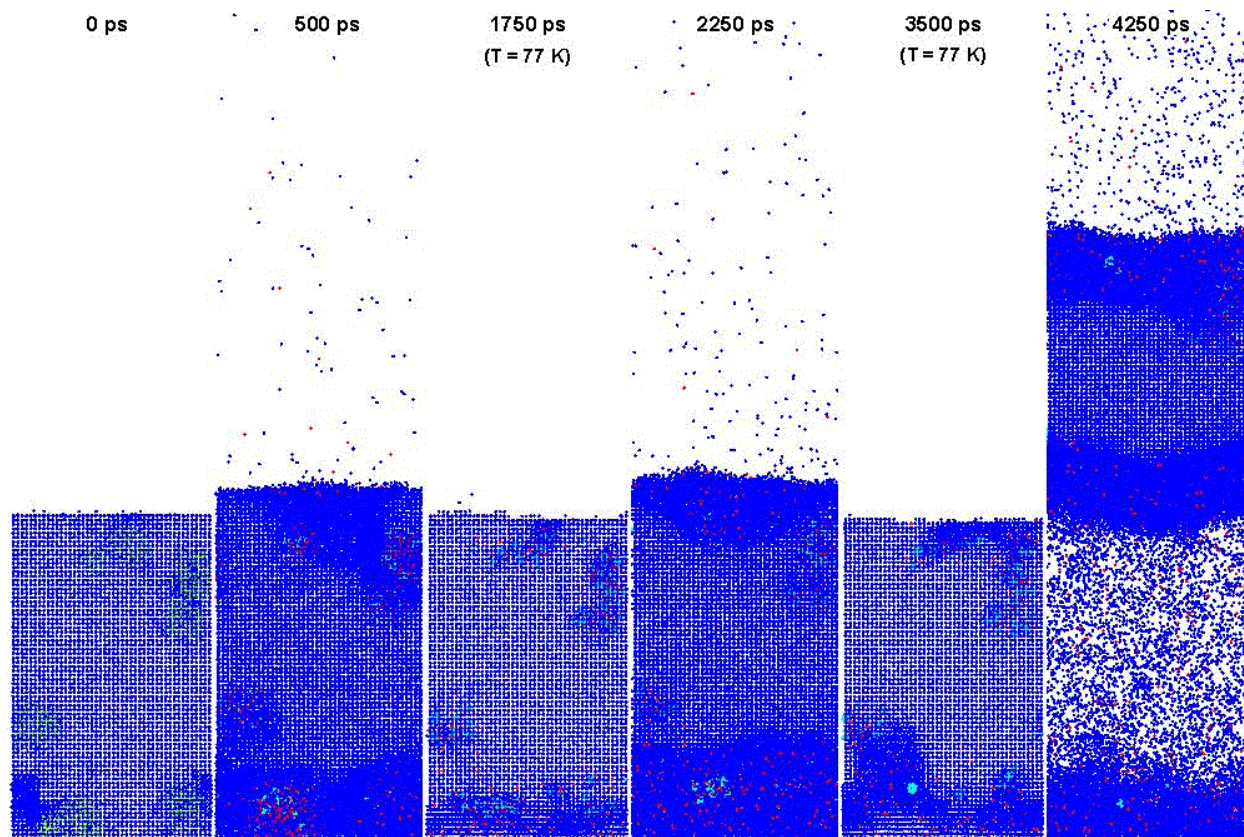 0 ps
500 ps
1750 ps
(T = 77 K)
2250 ps
3500 ps
(T = 77 K)
4250 ps